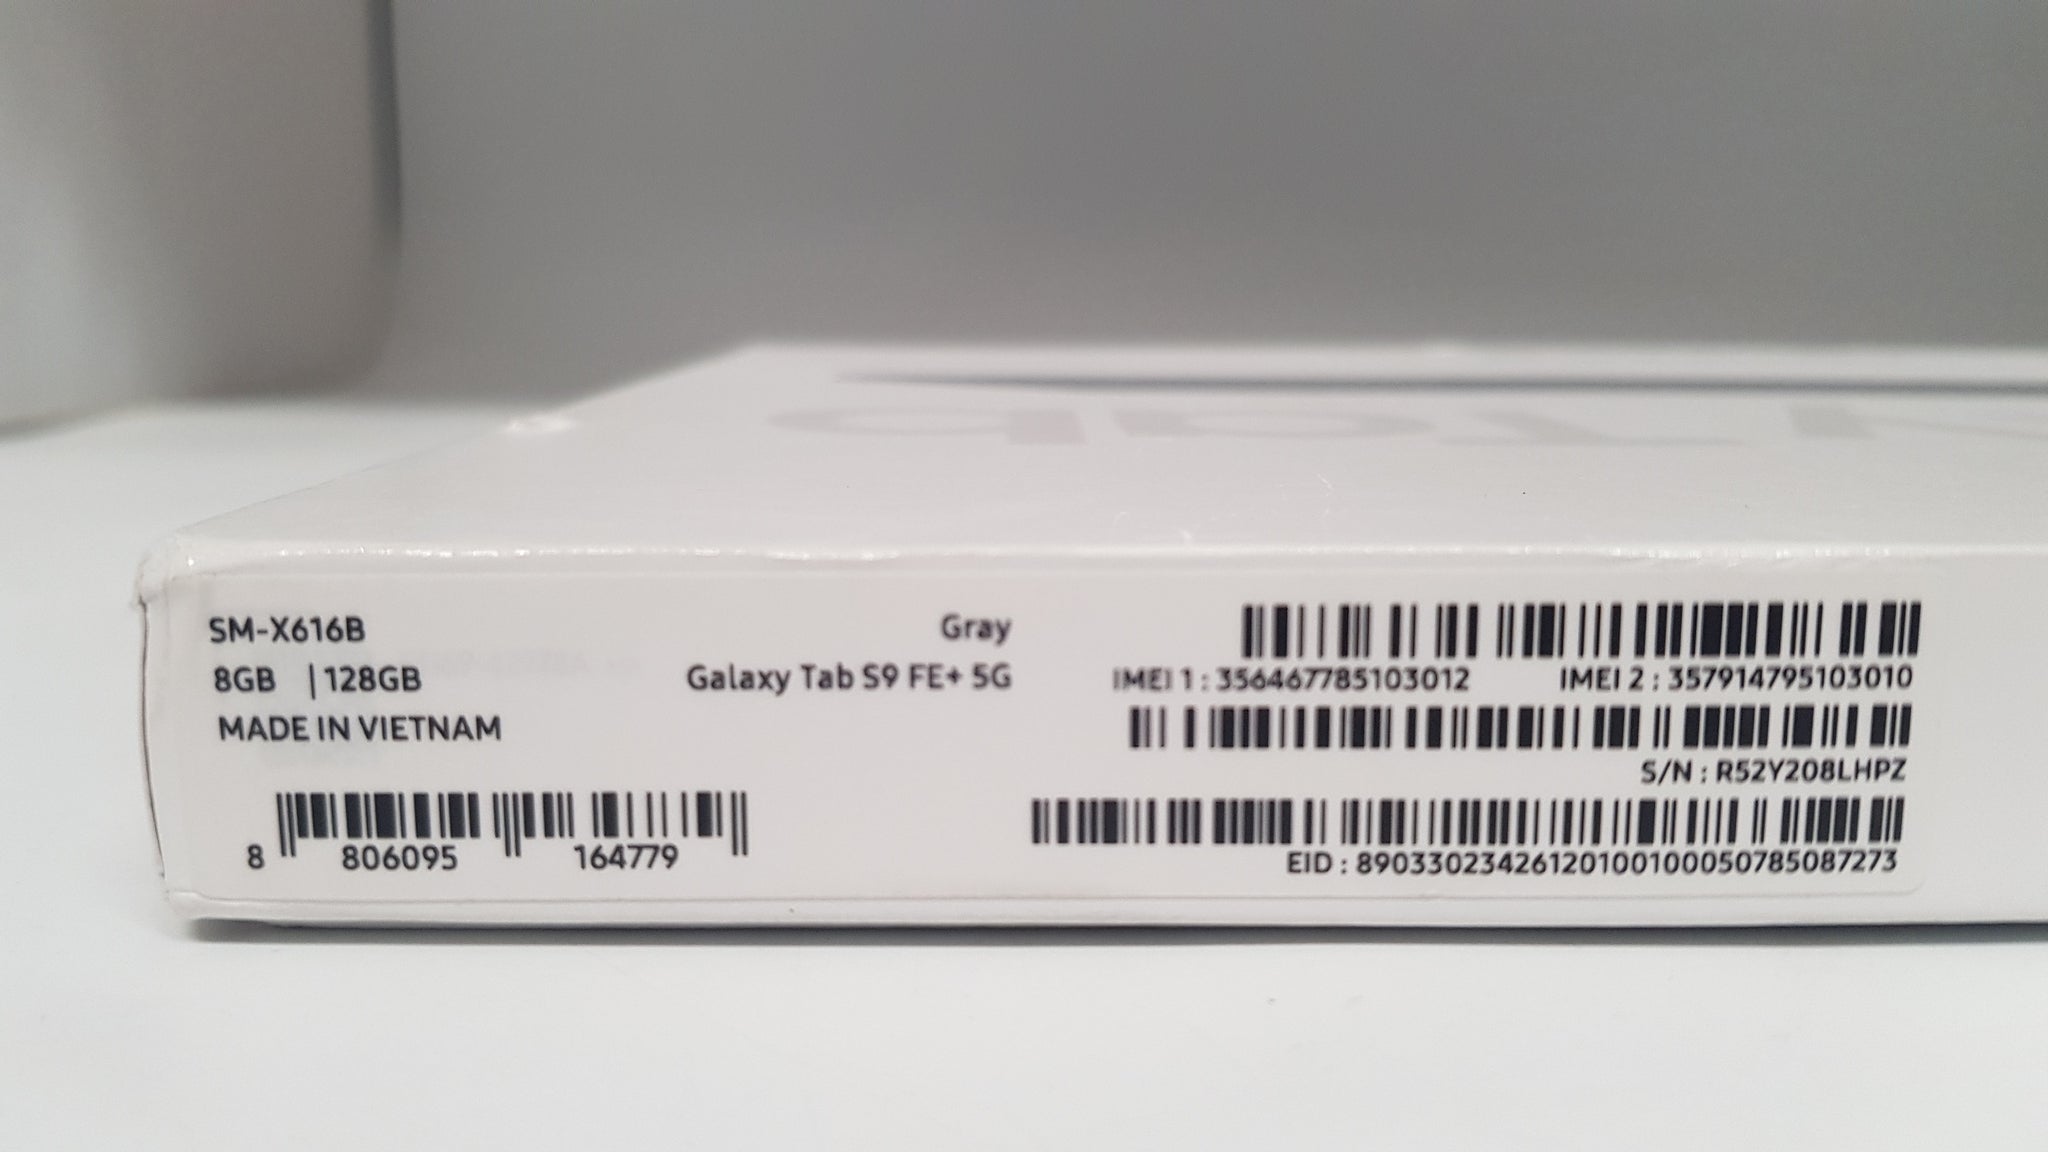 SM-X616B
8GB | 128GB
MADE IN VIETNAM
Gray
Galaxy Tab S9 FE+ 5G
IMEI 1 : 356467785103012 IMEI 2 : 357914795103010
S/N : R52Y208LHPZ
8 806095 164779
EID : 89033023426120100100050785087273